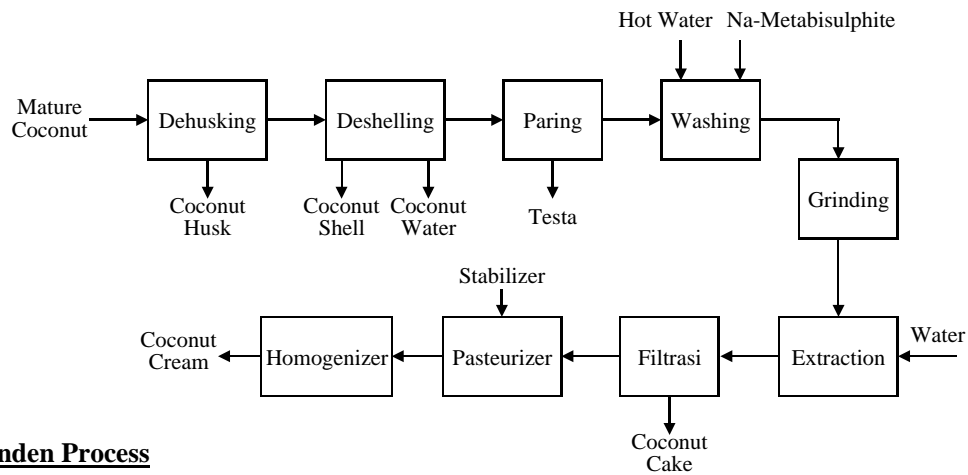 Hot Water
Na-Metabisulphite
Mature
Coconut
Dehusking
Deshelling
Paring
Washing
Coconut
Husk
Coconut
Shell
Coconut
Water
Testa
Grinding
Stabilizer
Coconut
Cream
Homogenizer
Pasteurizer
Filtrasi
Extraction
Water
Coconut
Cake
Process